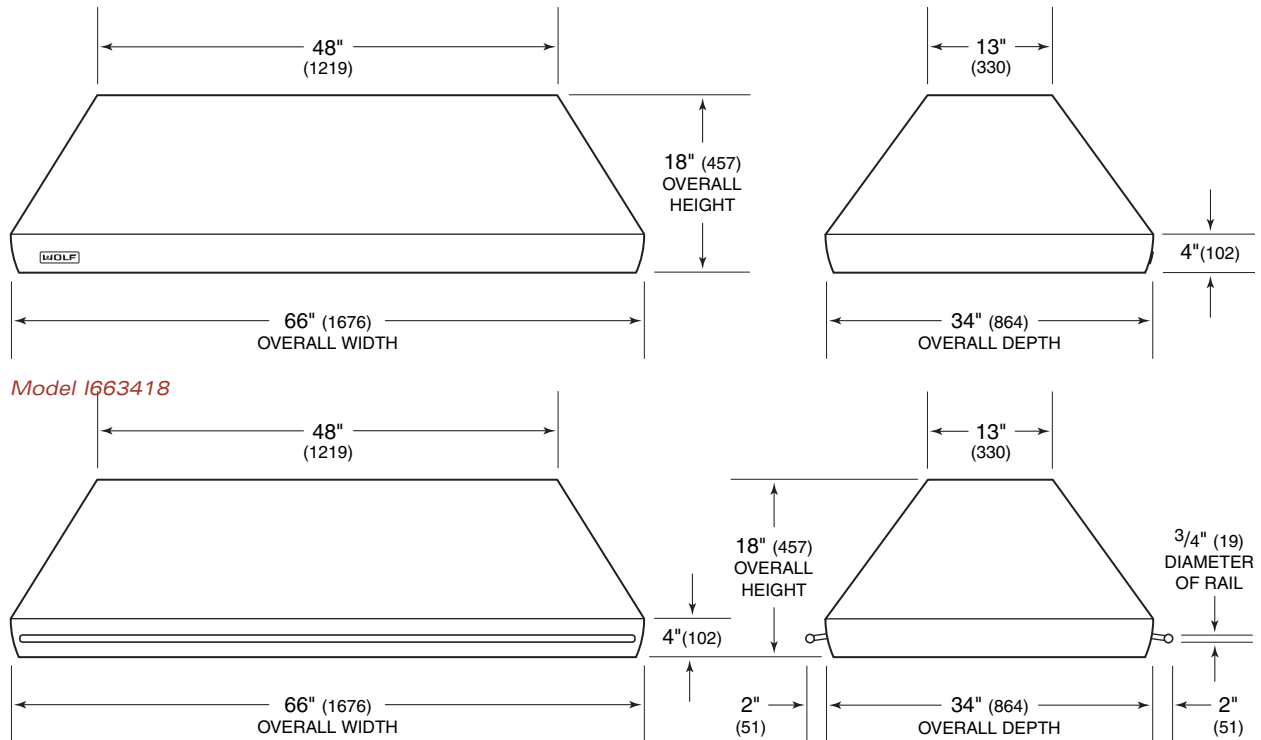 48"
(1219)
13"
(330)
18" (457)
OVERALL
HEIGHT
4"(102)
WOLF
66" (1676)
OVERALL WIDTH
34" (864)
OVERALL DEPTH
Model I663418
48"
(1219)
13"
(330)
18" (457)
OVERALL
HEIGHT
3/4" (19)
DIAMETER
OF RAIL
4"(102)
66" (1676)
OVERALL WIDTH
2"
(51)
34" (864)
OVERALL DEPTH
2"
(51)